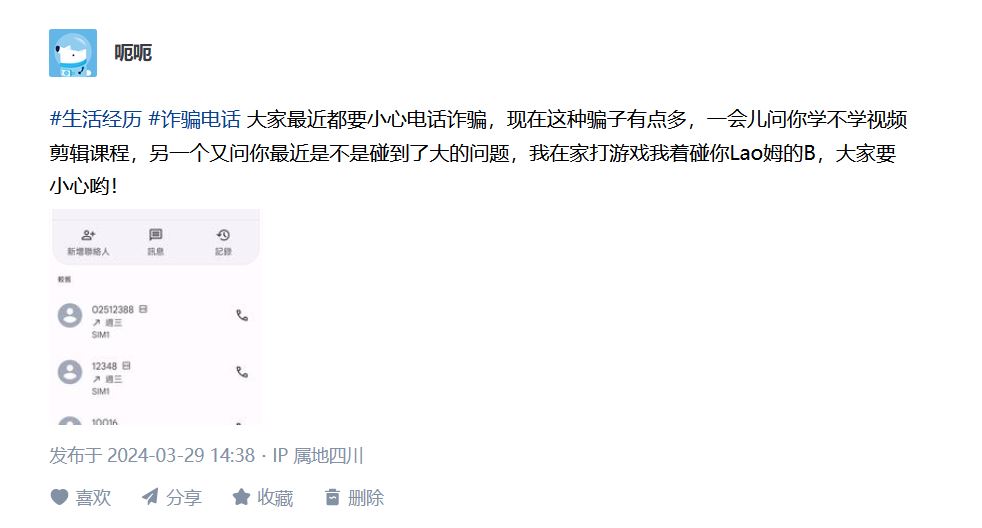 呃呃
#生活经历 #诈骗电话 大家最近都要小心电话诈骗，现在这种骗子有点多，一会儿问你学不学视频
剪辑课程，另一个又问你最近是不是碰到了大的问题，我在家打游戏我着碰你Lao姆的B，大家要
小心哟！
新增聯絡人 訊息 記錄
較舊
02512388
↗ 週三
SIM1
12348
↗ 週三
SIM1
10016
发布于 2024-03-29 14:38 · IP 属地四川
喜欢 分享 收藏 删除